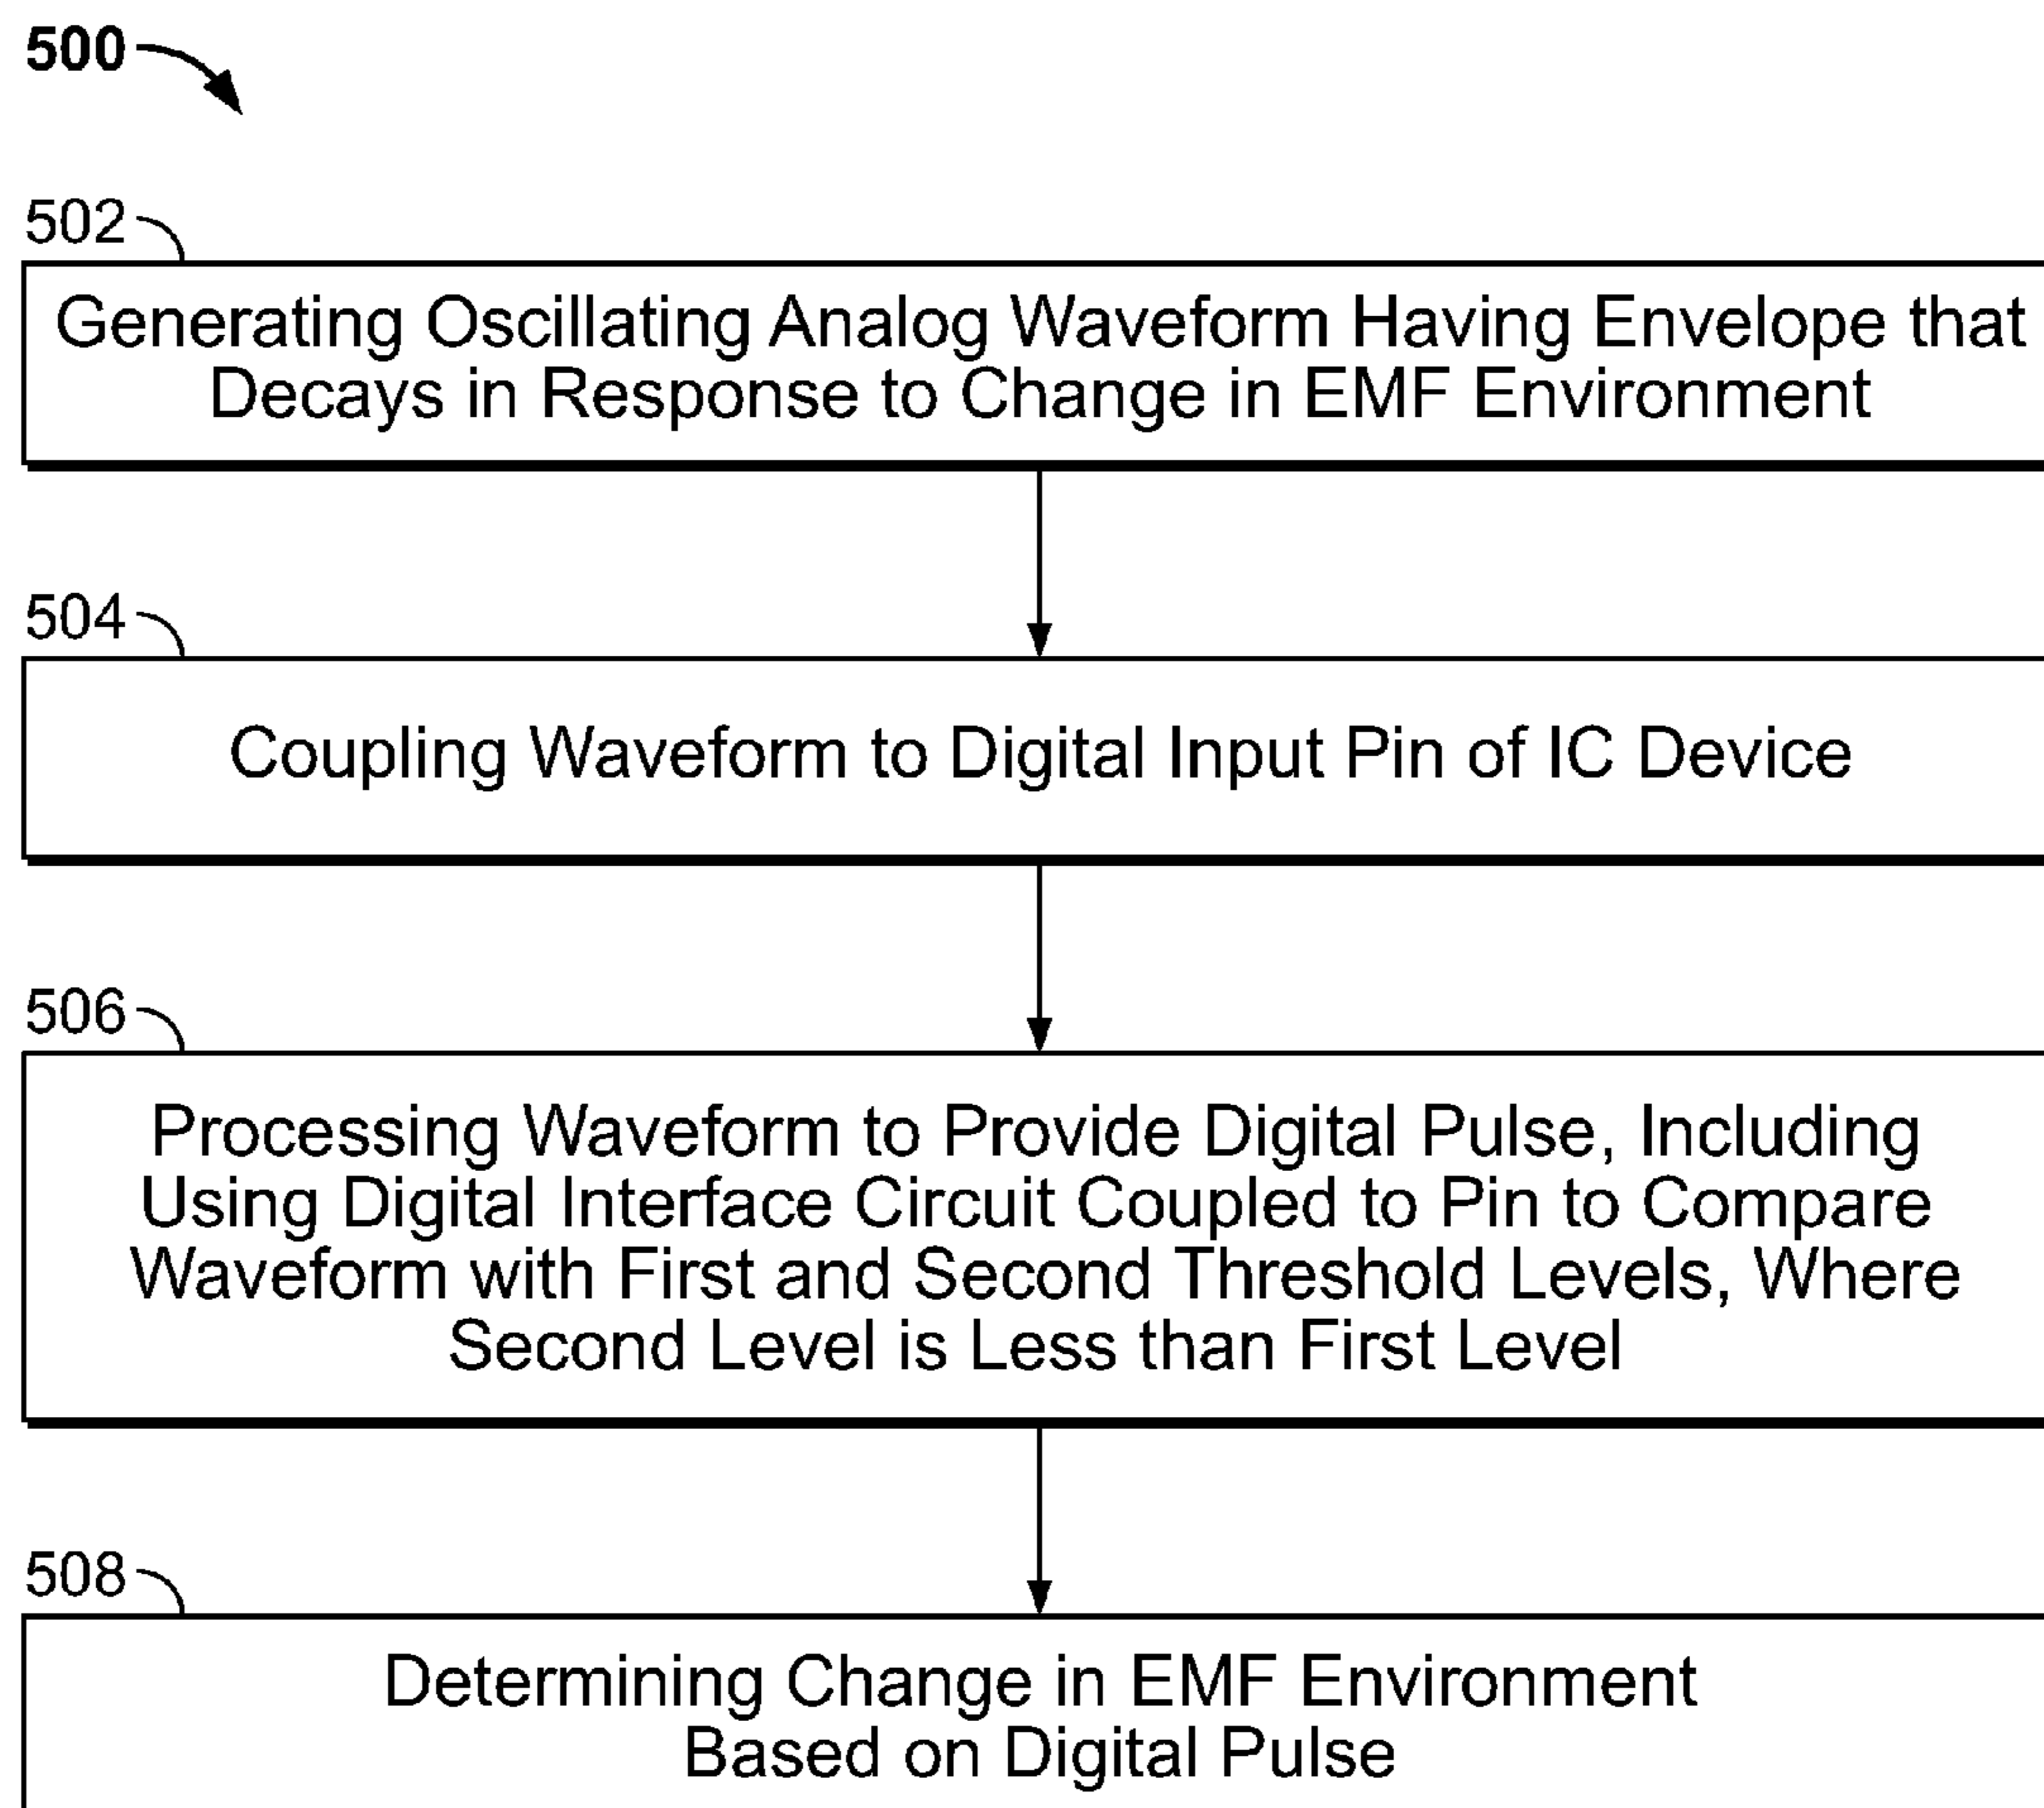 500
502
Generating Oscillating Analog Waveform Having Envelope that
Decays in Response to Change in EMF Environment
504
Coupling Waveform to Digital Input Pin of IC Device
506
Processing Waveform to Provide Digital Pulse, Including
Using Digital Interface Circuit Coupled to Pin to Compare
Waveform with First and Second Threshold Levels, Where
Second Level is Less than First Level
508
Determining Change in EMF Environment
Based on Digital Pulse